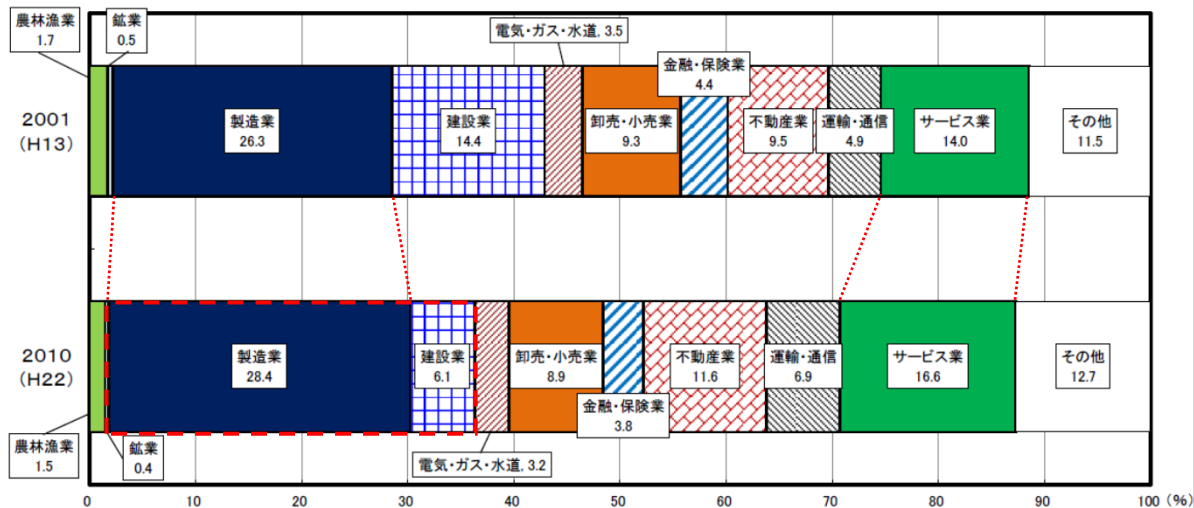 農林漁業
1.7
鉱業
0.5
電気・ガス・水道, 3.5
金融・保険業
4.4
2001
(H13)
製造業
26.3
建設業
14.4
卸売・小売業
9.3
不動産業
9.5
運輸・通信
4.9
サービス業
14.0
その他
11.5
2010
(H22)
製造業
28.4
建設業
6.1
卸売・小売業
8.9
不動産業
11.6
運輸・通信
6.9
サービス業
16.6
その他
12.7
金融・保険業
3.8
農林漁業
1.5
鉱業
0.4
電気・ガス・水道, 3.2
0 10 20 30 40 50 60 70 80 90 100 (%)